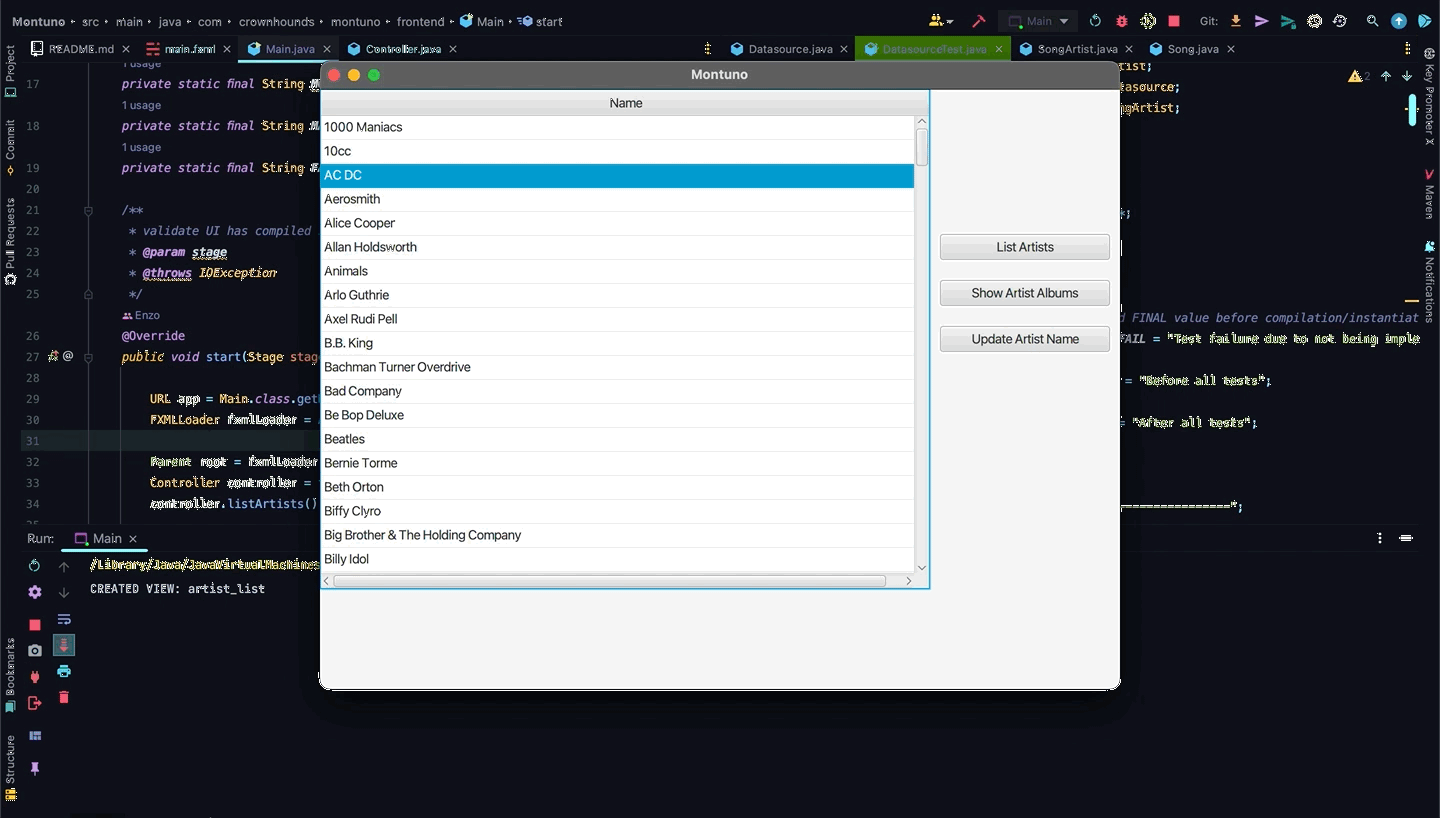 Montuno › src › main › java › com › crownhounds › montuno › frontend › Main › start
Main
Git:
README.md
main.fxml
Main.java
Controller.java
Datasource.java
DatasourceTest.java
SongArtist.java
Song.java
Project
Commit
Pull Requests
Bookmarks
Structure
Key Promoter X
Maven
Notifications
2
1 usage
17 private static final String
1 usage
18 private static final String
1 usage
19 private static final String
20
21 /**
22 * validate UI has compiled
23 * @param stage
24 * @throws IOException
25 */
Enzo
26 @Override
27 public void start(Stage stag
28
29 URL app = Main.class.get
30 FXMLLoader fxmlLoader =
31
32 Parent root = fxmlLoader
33 Controller controller =
34 controller.listArtists()
tist;
tasource;
ngArtist;
*;
d FINAL value before compilation/instantiat
FAIL = "Test failure due to not being imple
= "Before all tests";
= "After all tests";
===============";
Montuno
Name
1000 Maniacs
10cc
AC DC
Aerosmith
Alice Cooper
Allan Holdsworth
Animals
Arlo Guthrie
Axel Rudi Pell
B.B. King
Bachman Turner Overdrive
Bad Company
Be Bop Deluxe
Beatles
Bernie Torme
Beth Orton
Biffy Clyro
Big Brother & The Holding Company
Billy Idol
List Artists
Show Artist Albums
Update Artist Name
Run: Main
/Library/Java/JavaVirtualMachines
CREATED VIEW: artist_list